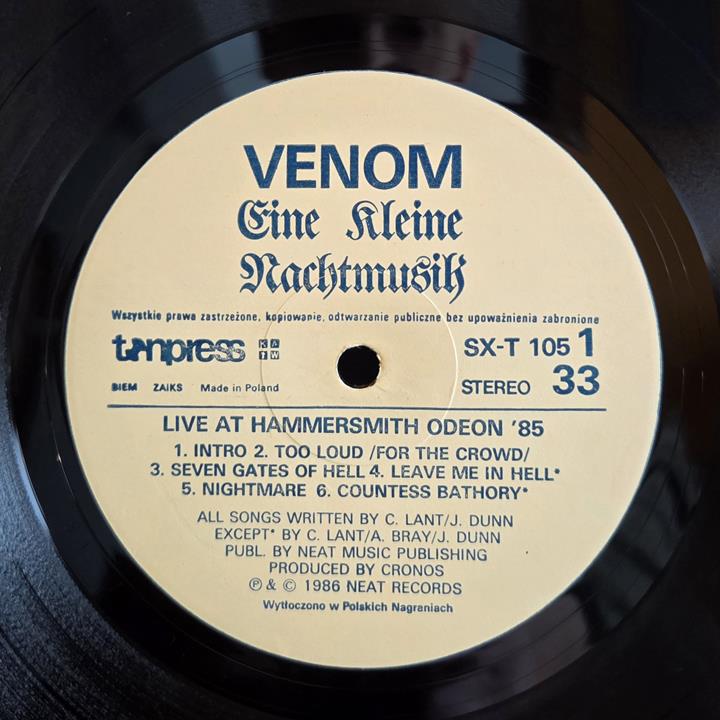 VENOM
Eine Kleine
Nachtmusik
Wszystkie prawa zastrzeżone, kopiowanie, odtwarzanie publiczne bez upoważnienia zabronione
tonpress KATW SX-T 105 1
BIEM ZAIKS Made in Poland STEREO 33
LIVE AT HAMMERSMITH ODEON '85
1. INTRO 2. TOO LOUD /FOR THE CROWD/
3. SEVEN GATES OF HELL 4. LEAVE ME IN HELL*
5. NIGHTMARE 6. COUNTESS BATHORY*
ALL SONGS WRITTEN BY C. LANT/J. DUNN
EXCEPT* BY C. LANT/A. BRAY/J. DUNN
PUBL. BY NEAT MUSIC PUBLISHING
PRODUCED BY CRONOS
℗ & © 1986 NEAT RECORDS
Wytłoczono w Polskich Nagraniach